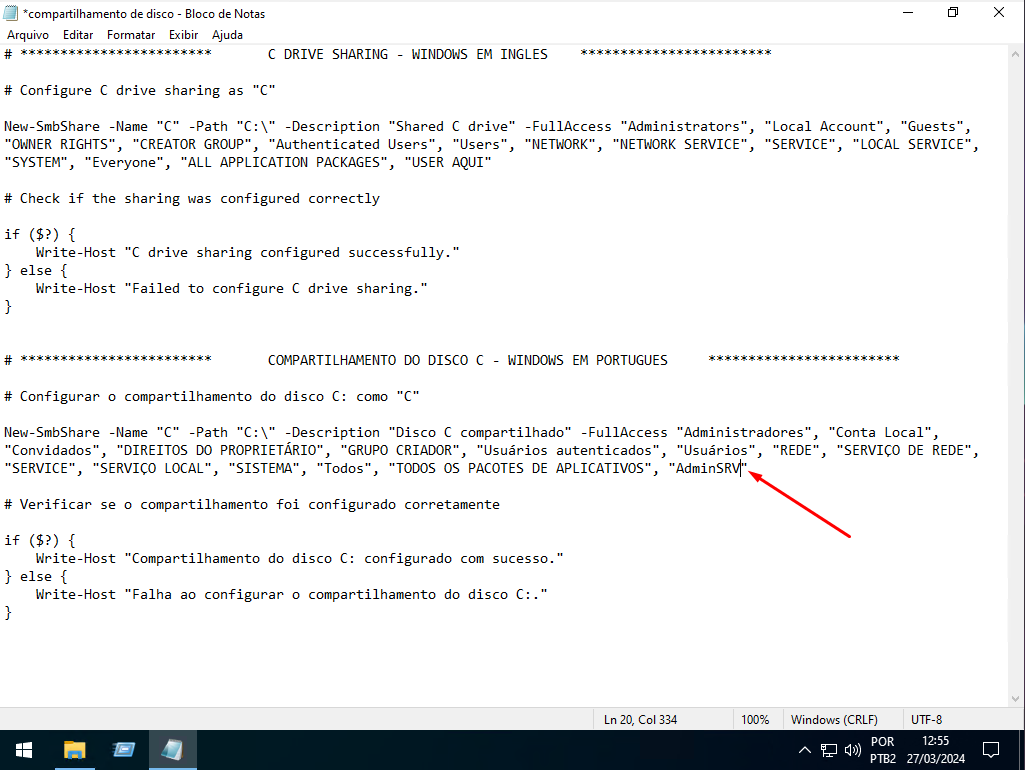 *compartilhamento de disco - Bloco de Notas
Arquivo Editar Formatar Exibir Ajuda
# ************************ C DRIVE SHARING - WINDOWS EM INGLES ************************
# Configure C drive sharing as "C"
New-SmbShare -Name "C" -Path "C:\" -Description "Shared C drive" -FullAccess "Administrators", "Local Account", "Guests",
"OWNER RIGHTS", "CREATOR GROUP", "Authenticated Users", "Users", "NETWORK", "NETWORK SERVICE", "SERVICE", "LOCAL SERVICE",
"SYSTEM", "Everyone", "ALL APPLICATION PACKAGES", "USER AQUI"
# Check if the sharing was configured correctly
if ($?) {
    Write-Host "C drive sharing configured successfully."
} else {
    Write-Host "Failed to configure C drive sharing."
}
# ************************ COMPARTILHAMENTO DO DISCO C - WINDOWS EM PORTUGUES ************************
# Configurar o compartilhamento do disco C: como "C"
New-SmbShare -Name "C" -Path "C:\" -Description "Disco C compartilhado" -FullAccess "Administradores", "Conta Local",
"Convidados", "DIREITOS DO PROPRIETÁRIO", "GRUPO CRIADOR", "Usuários autenticados", "Usuários", "REDE", "SERVIÇO DE REDE",
"SERVICE", "SERVIÇO LOCAL", "SISTEMA", "Todos", "TODOS OS PACOTES DE APLICATIVOS", "AdminSRV"
# Verificar se o compartilhamento foi configurado corretamente
if ($?) {
    Write-Host "Compartilhamento do disco C: configurado com sucesso."
} else {
    Write-Host "Falha ao configurar o compartilhamento do disco C:."
}
Ln 20, Col 334 100% Windows (CRLF) UTF-8
POR 12:55
PTB2 27/03/2024